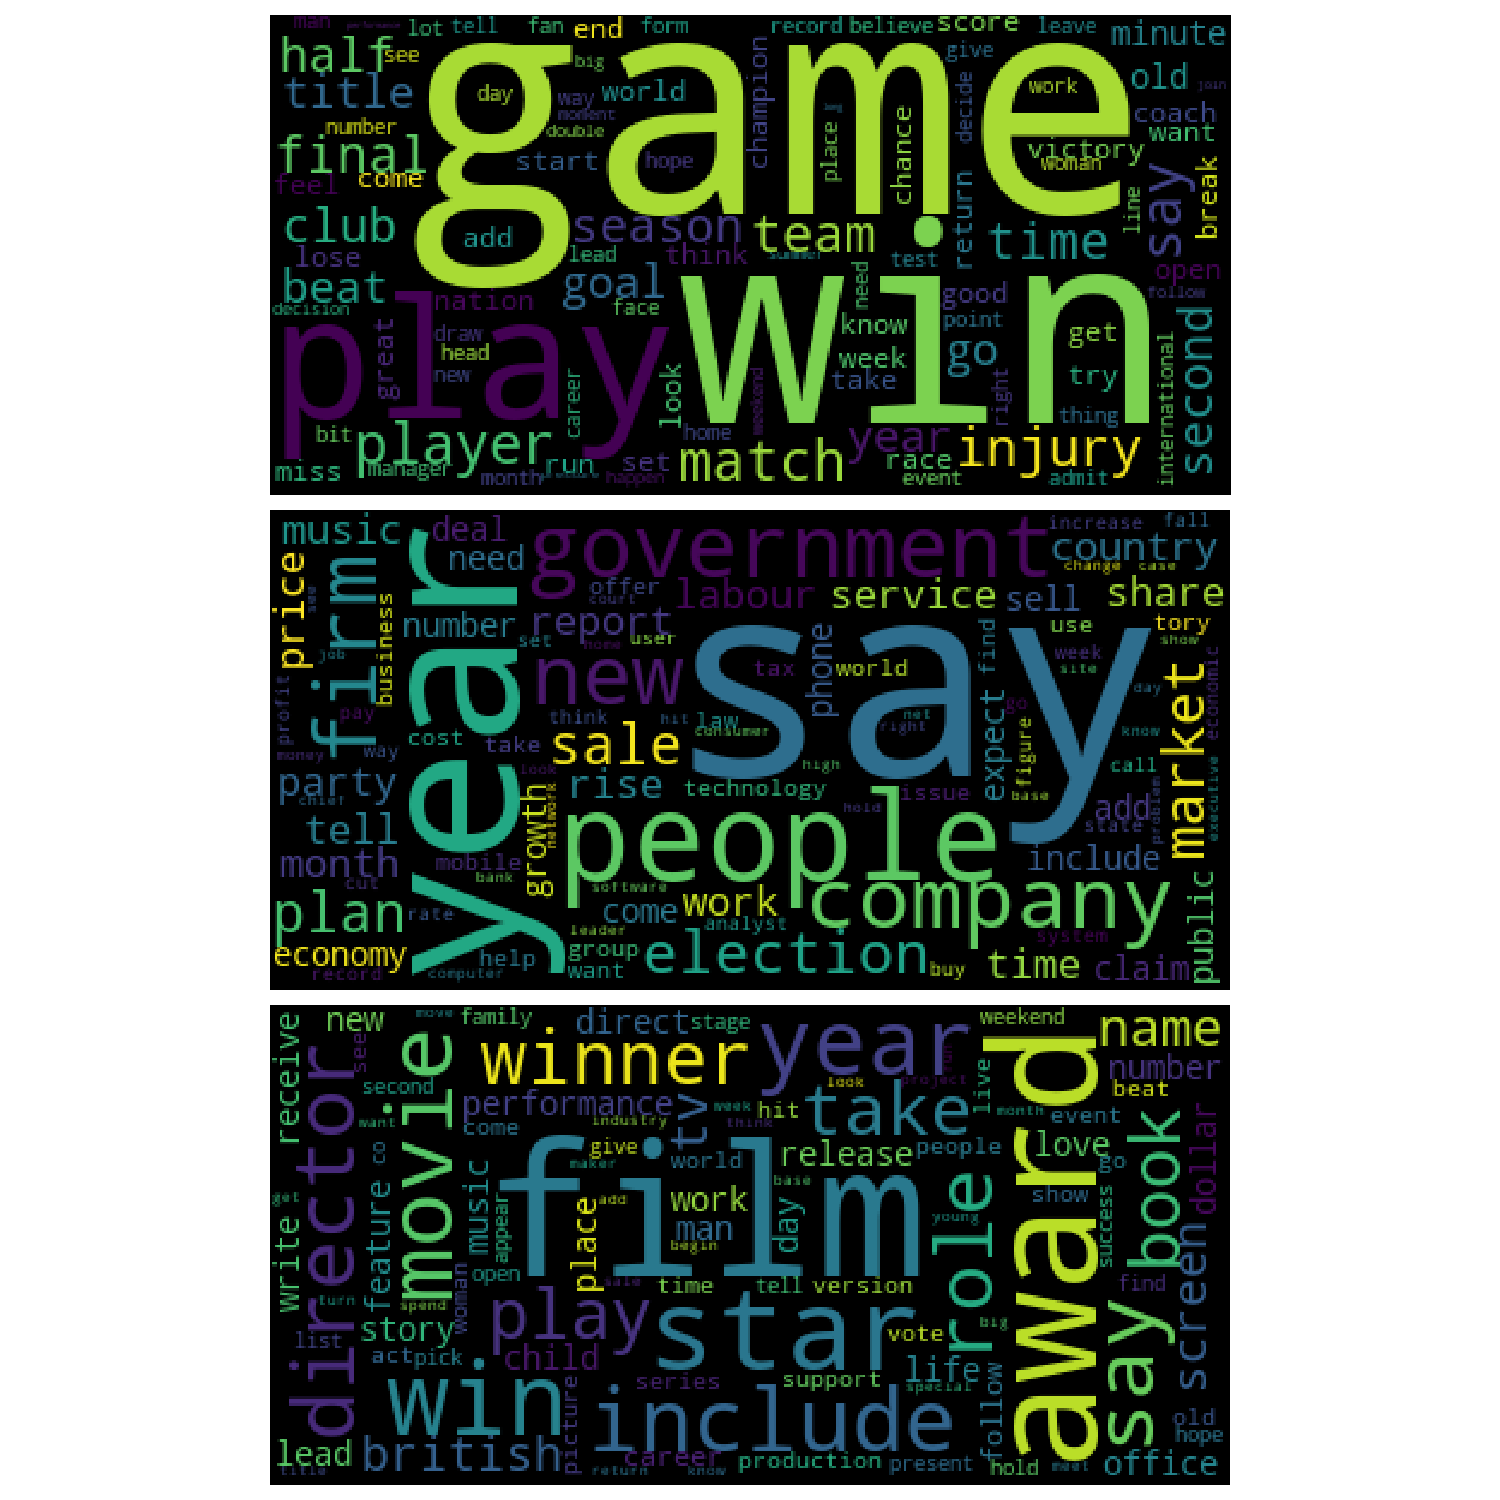 man
lot tell fan end form record believe score leave minute
half see big give
title day way world champion work old join
moment
number double start hope place long chance decide coach
final want
victory woman
feel come say break
club add season team return time line
lose lead think summer test open
beat goal need good follow
decision nation face know point get
play win
great draw head new look week go try second
career weekend take right thing international
bit player home year injury
miss manager run set match race
month happen event admit
game
music deal government increase fall
need country
price firm offer labour service sell change case share
court
business number report user use tory
see set home find show
job new say tax phone world week site
profit pay year think hit law expect go day economic
consumer net right market
money way cost take sale figure know
look high call
party chief rise technology issue base
growth network hold add state problem executive
tell people
month mobile include
cut bank software
plan rate come work company public
analyst
leader election system
economy help group buy time claim
record computer want
move family direct stage weekend
receive new see winner year award name
director movie look run project number
second performance tv week hit take live month event beat
want come industry think love dollar
co give release people go
film maker world book
write get feature music appear place add work base role show success
man day young
begin
open find screen
time tell version
turn spend woman sale
list story play star vote big say
act pick child life
win series support special
include follow old
hope
lead british picture career production present hold office
title return know meet